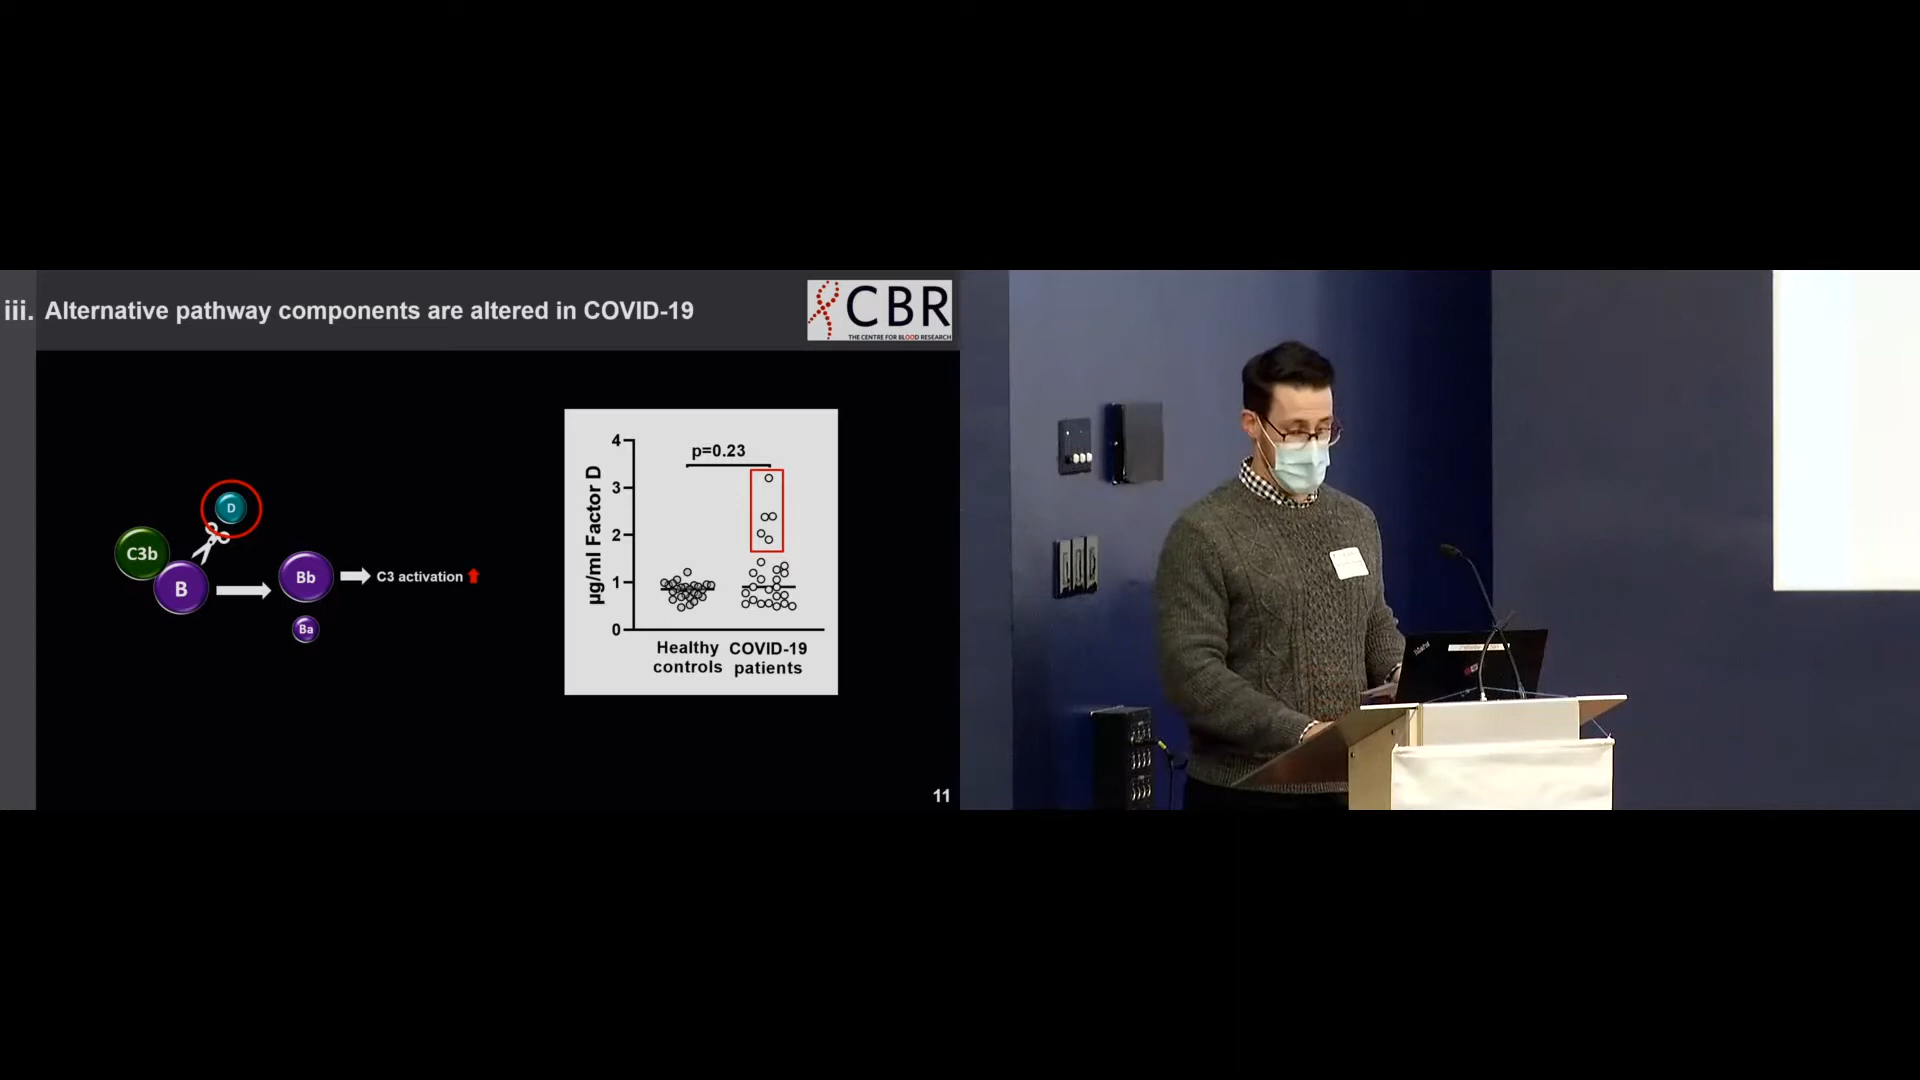 iii. Alternative pathway components are altered in COVID-19
CBR
THE CENTRE FOR BLOOD RESEARCH
D
C3b
B
Bb
C3 activation
Ba
µg/ml Factor D
4
3
2
1
0
p=0.23
Healthy controls
COVID-19 patients
11
ThinkPad